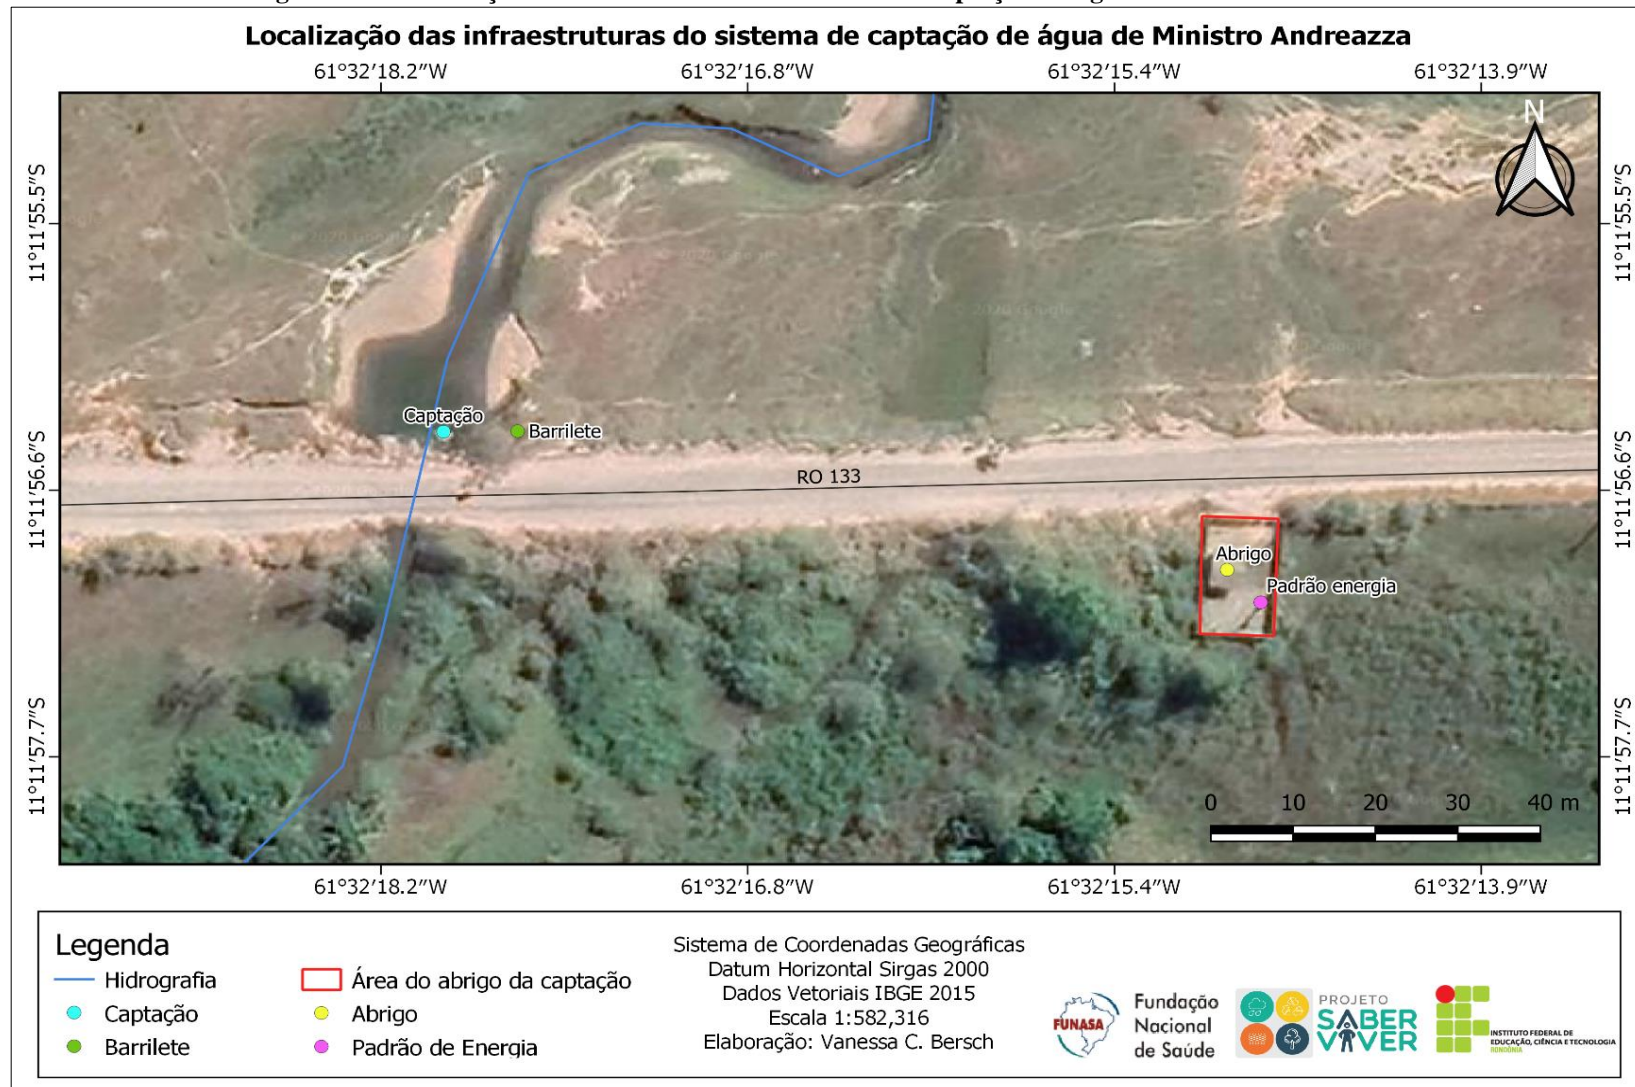 Localização das infraestruturas do sistema de captação de água de Ministro Andreazza
61°32'18.2"W 61°32'16.8"W 61°32'15.4"W 61°32'13.9"W
N
11°11'55.5"S 11°11'55.5"S
© 2020 Google
Captação
Barrilete
11°11'56.6"S 11°11'56.6"S
RO 133
Abrigo
Padrão energia
11°11'57.7"S 11°11'57.7"S
0 10 20 30 40 m
61°32'18.2"W 61°32'16.8"W 61°32'15.4"W 61°32'13.9"W
Legenda
Hidrografia
Captação
Barrilete
Área do abrigo da captação
Abrigo
Padrão de Energia
Sistema de Coordenadas Geográficas
Datum Horizontal Sirgas 2000
Dados Vetoriais IBGE 2015
Escala 1:582,316
Elaboração: Vanessa C. Bersch
FUNASA
Fundação
Nacional
de Saúde
PROJETO
SABER
VIVER
INSTITUTO FEDERAL DE
EDUCAÇÃO, CIÊNCIA E TECNOLOGIA
RONDÔNIA